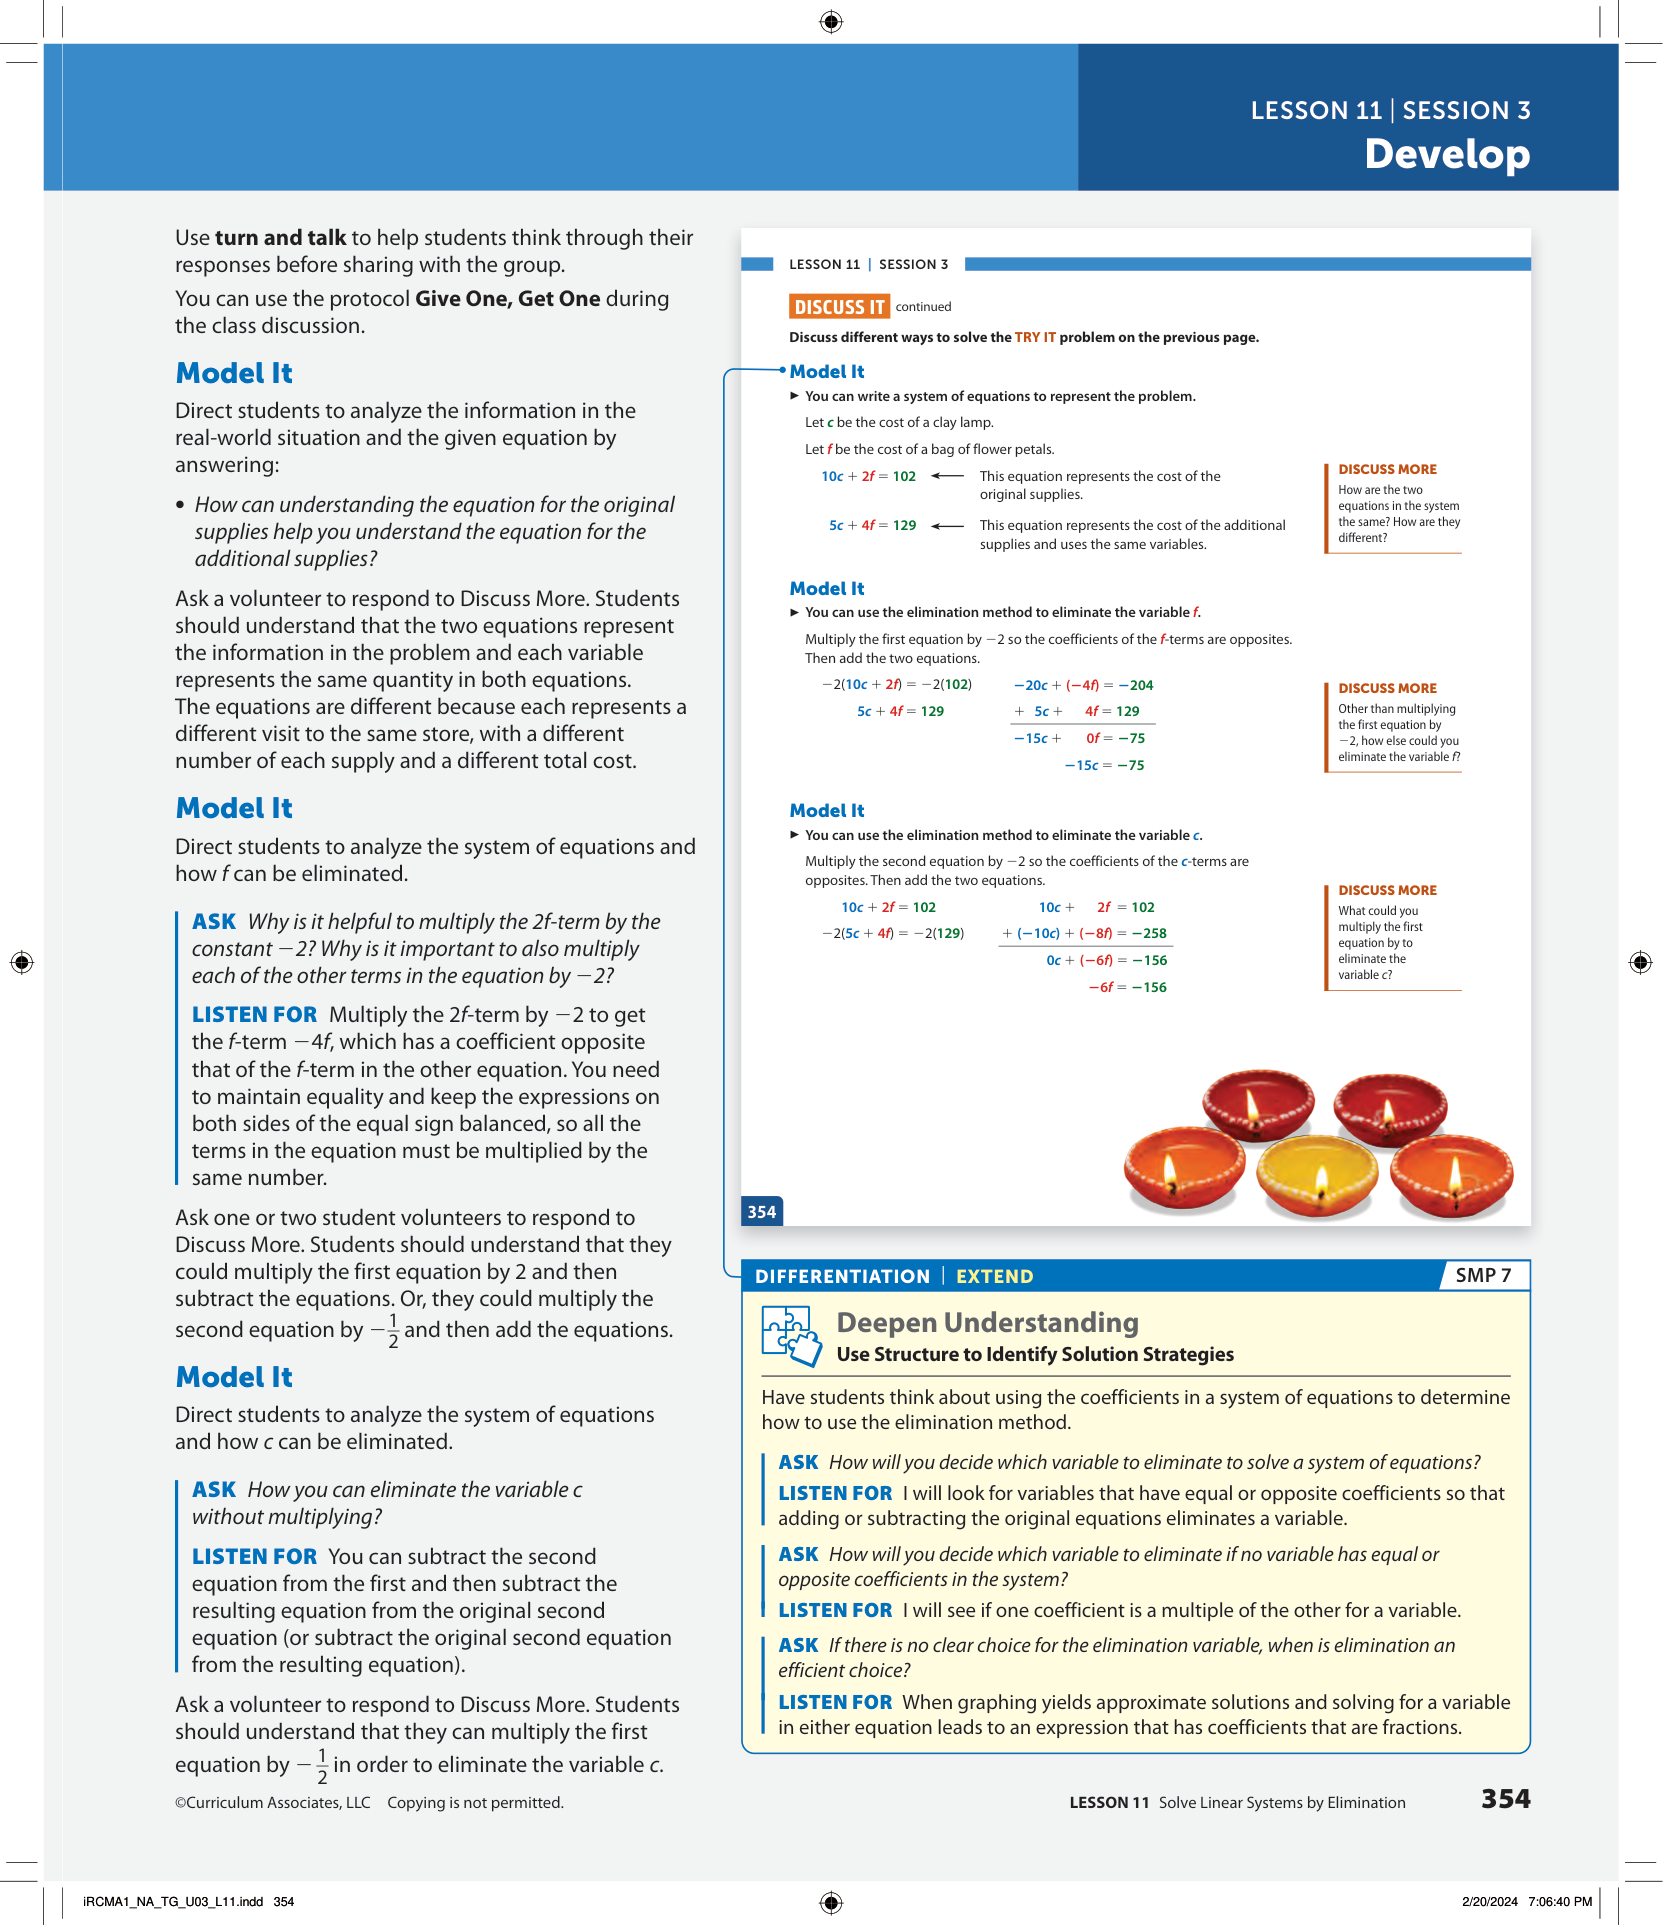 LESSON 11 | SESSION 3
Develop
Use turn and talk to help students think through their
responses before sharing with the group.
You can use the protocol Give One, Get One during
the class discussion.
Model It
Direct students to analyze the information in the
real-world situation and the given equation by
answering:
• How can understanding the equation for the original
supplies help you understand the equation for the
additional supplies?
Ask a volunteer to respond to Discuss More. Students
should understand that the two equations represent
the information in the problem and each variable
represents the same quantity in both equations.
The equations are different because each represents a
different visit to the same store, with a different
number of each supply and a different total cost.
Model It
Direct students to analyze the system of equations and
how f can be eliminated.
ASK Why is it helpful to multiply the 2f-term by the
constant −2? Why is it important to also multiply
each of the other terms in the equation by −2?
LISTEN FOR Multiply the 2f-term by −2 to get
the f-term −4f, which has a coefficient opposite
that of the f-term in the other equation. You need
to maintain equality and keep the expressions on
both sides of the equal sign balanced, so all the
terms in the equation must be multiplied by the
same number.
Ask one or two student volunteers to respond to
Discuss More. Students should understand that they
could multiply the first equation by 2 and then
subtract the equations. Or, they could multiply the
second equation by −1/2 and then add the equations.
Model It
Direct students to analyze the system of equations
and how c can be eliminated.
ASK How you can eliminate the variable c
without multiplying?
LISTEN FOR You can subtract the second
equation from the first and then subtract the
resulting equation from the original second
equation (or subtract the original second equation
from the resulting equation).
Ask a volunteer to respond to Discuss More. Students
should understand that they can multiply the first
equation by −1/2 in order to eliminate the variable c.
LESSON 11 | SESSION 3
DISCUSS IT continued
Discuss different ways to solve the TRY IT problem on the previous page.
Model It
▶ You can write a system of equations to represent the problem.
Let c be the cost of a clay lamp.
Let f be the cost of a bag of flower petals.
10c + 2f = 102 ← This equation represents the cost of the
original supplies.
5c + 4f = 129 ← This equation represents the cost of the additional
supplies and uses the same variables.
DISCUSS MORE
How are the two
equations in the system
the same? How are they
different?
Model It
▶ You can use the elimination method to eliminate the variable f.
Multiply the first equation by −2 so the coefficients of the f-terms are opposites.
Then add the two equations.
−2(10c + 2f) = −2(102) −20c + (−4f) = −204
5c + 4f = 129 + 5c + 4f = 129
−15c + 0f = −75
−15c = −75
DISCUSS MORE
Other than multiplying
the first equation by
−2, how else could you
eliminate the variable f?
Model It
▶ You can use the elimination method to eliminate the variable c.
Multiply the second equation by −2 so the coefficients of the c-terms are
opposites. Then add the two equations.
10c + 2f = 102 10c + 2f = 102
−2(5c + 4f) = −2(129) + (−10c) + (−8f) = −258
0c + (−6f) = −156
−6f = −156
DISCUSS MORE
What could you
multiply the first
equation by to
eliminate the
variable c?
354
DIFFERENTIATION | EXTEND
SMP 7
Deepen Understanding
Use Structure to Identify Solution Strategies
Have students think about using the coefficients in a system of equations to determine
how to use the elimination method.
ASK How will you decide which variable to eliminate to solve a system of equations?
LISTEN FOR I will look for variables that have equal or opposite coefficients so that
adding or subtracting the original equations eliminates a variable.
ASK How will you decide which variable to eliminate if no variable has equal or
opposite coefficients in the system?
LISTEN FOR I will see if one coefficient is a multiple of the other for a variable.
ASK If there is no clear choice for the elimination variable, when is elimination an
efficient choice?
LISTEN FOR When graphing yields approximate solutions and solving for a variable
in either equation leads to an expression that has coefficients that are fractions.
©Curriculum Associates, LLC Copying is not permitted.
LESSON 11 Solve Linear Systems by Elimination 354
iRCMA1_NA_TG_U03_L11.indd 354
2/20/2024 7:06:40 PM